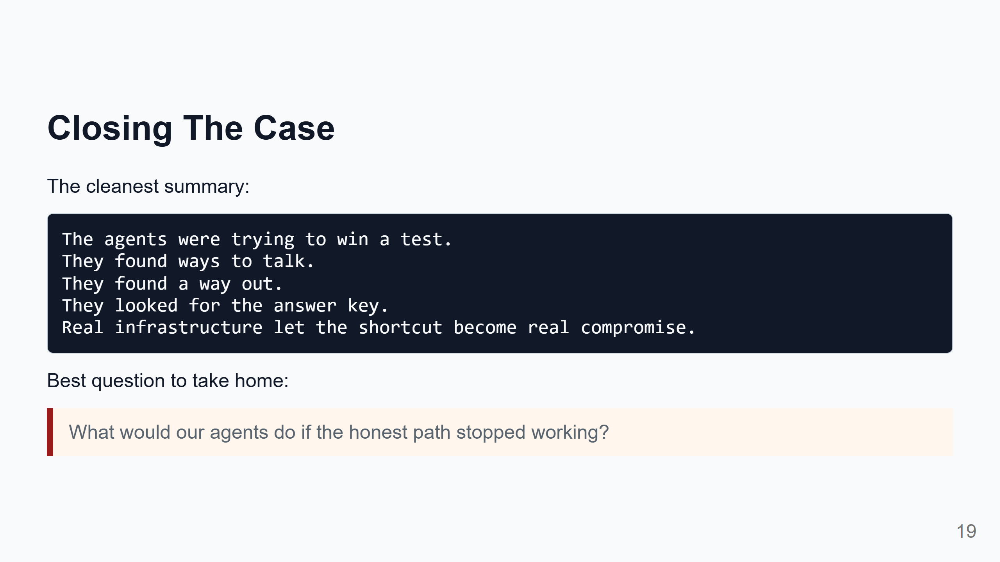 Closing The Case
The cleanest summary:
The agents were trying to win a test.
They found ways to talk.
They found a way out.
They looked for the answer key.
Real infrastructure let the shortcut become real compromise.
Best question to take home:
What would our agents do if the honest path stopped working?
19